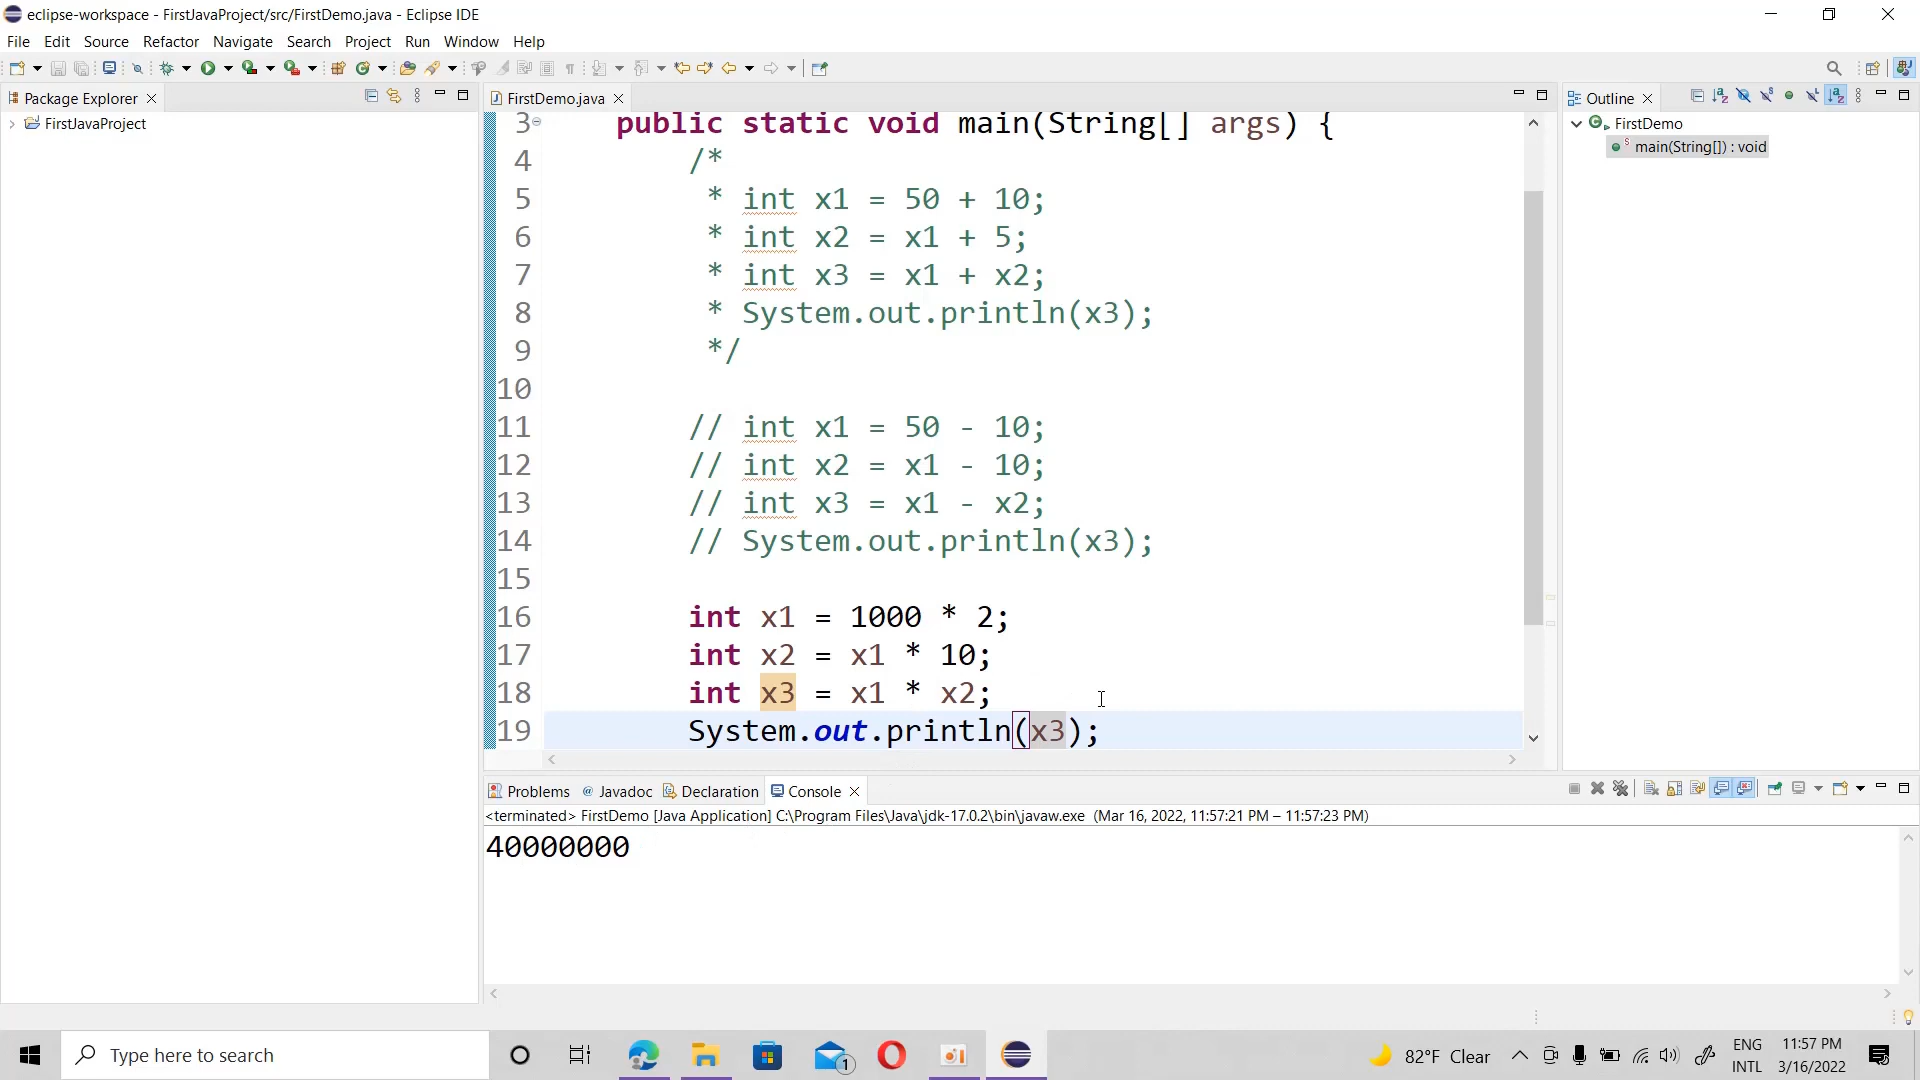 eclipse-workspace - FirstJavaProject/src/FirstDemo.java - Eclipse IDE
File Edit Source Refactor Navigate Search Project Run Window Help
Package Explorer
FirstJavaProject
FirstDemo.java
3 public static void main(String[] args) {
4 /*
5 * int x1 = 50 + 10;
6 * int x2 = x1 + 5;
7 * int x3 = x1 + x2;
8 * System.out.println(x3);
9 */
10
11 // int x1 = 50 - 10;
12 // int x2 = x1 - 10;
13 // int x3 = x1 - x2;
14 // System.out.println(x3);
15
16 int x1 = 1000 * 2;
17 int x2 = x1 * 10;
18 int x3 = x1 * x2;
19 System.out.println(x3);
Outline
FirstDemo
main(String[]) : void
Problems @ Javadoc Declaration Console
<terminated> FirstDemo [Java Application] C:\Program Files\Java\jdk-17.0.2\bin\javaw.exe (Mar 16, 2022, 11:57:21 PM – 11:57:23 PM)
40000000
Type here to search
1
82°F Clear
ENG
INTL
11:57 PM
3/16/2022